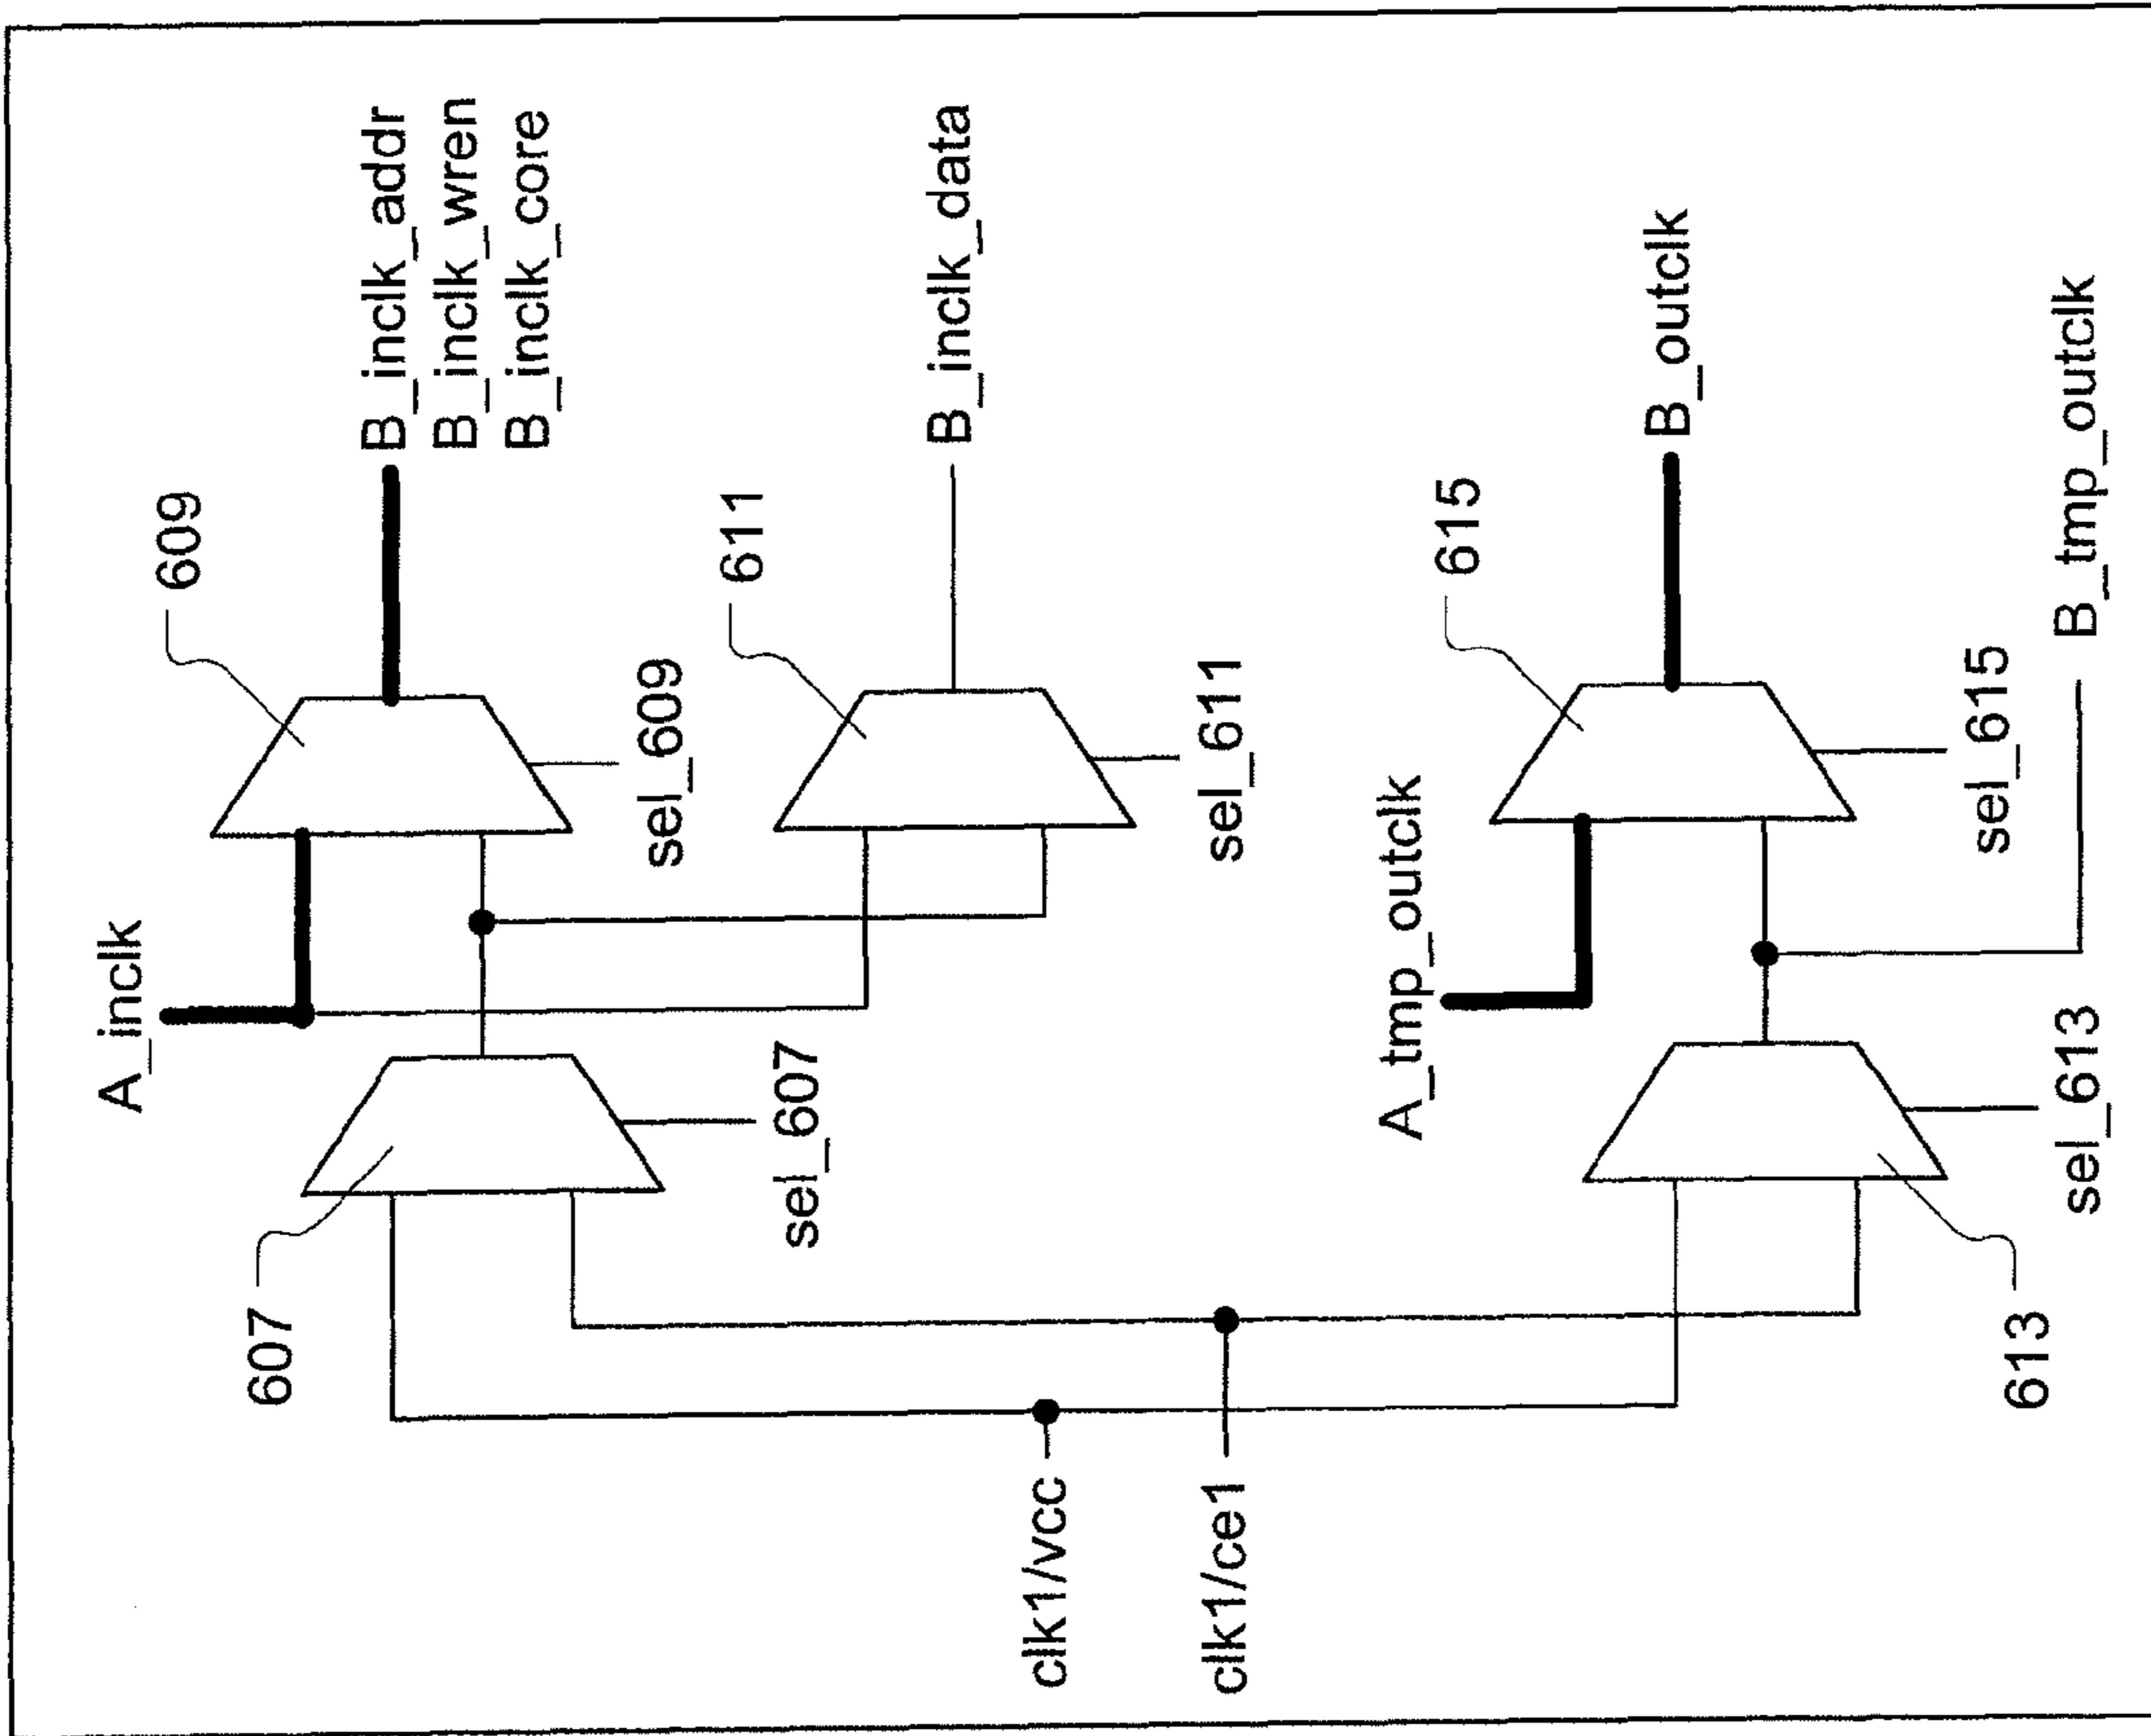 A_inclk
609
B_inclk_addr
B_inclk_wren
B_inclk_core
607
sel_609
611
sel_607
B_inclk_data
clk1/vcc
sel_611
clk1/ce1
A_tmp_outclk
615
B_outclk
sel_615
613
sel_613
B_tmp_outclk